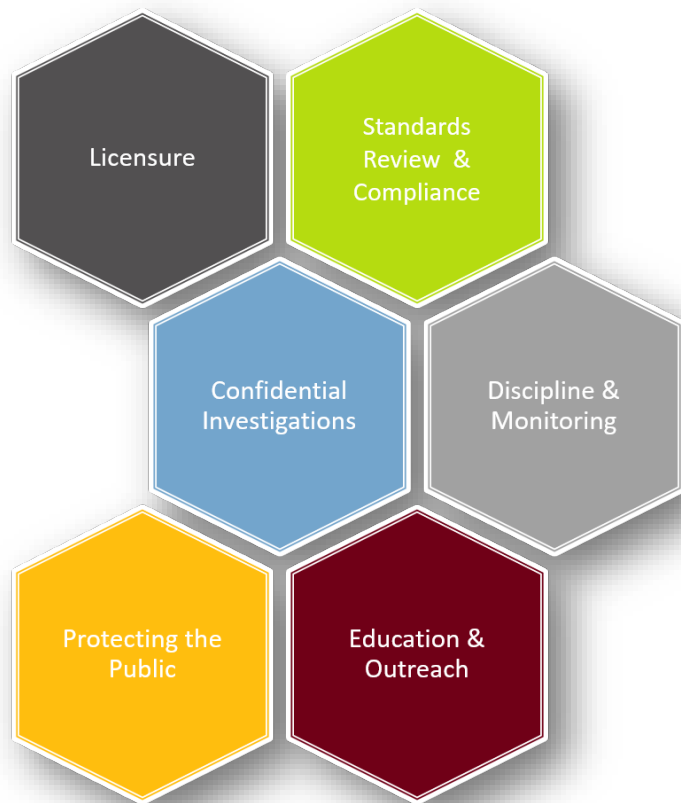 Licensure
Standards
Review & 
Compliance
Confidential
Investigations
Discipline &
Monitoring
Protecting the
Public
Education &
Outreach